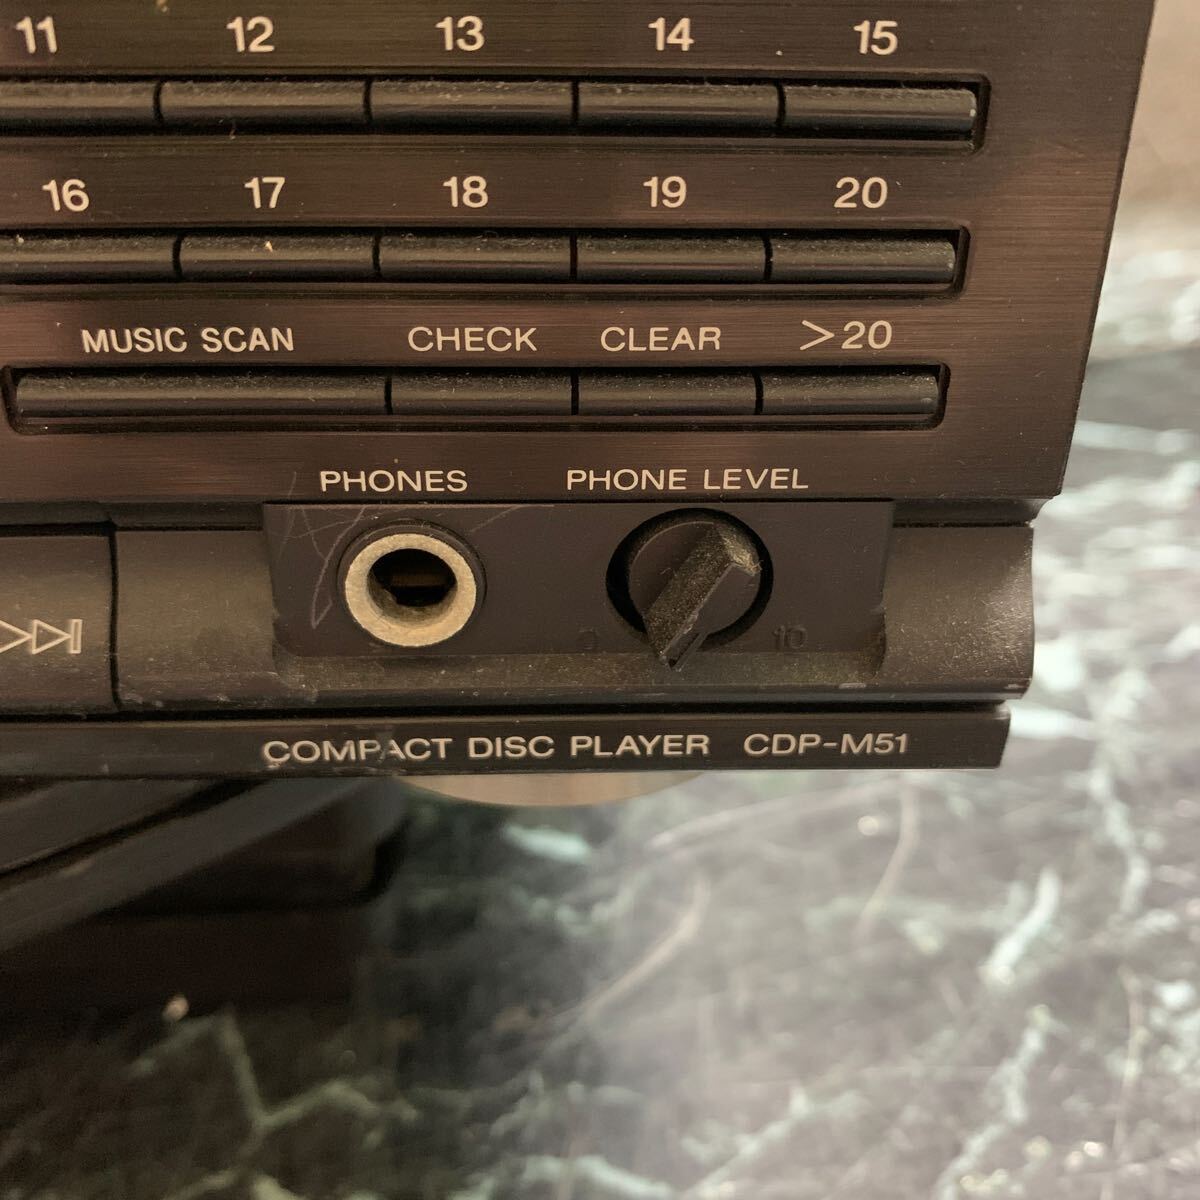 11 12 13 14 15
16 17 18 19 20
MUSIC SCAN CHECK CLEAR >20
PHONES PHONE LEVEL
0 10
COMPACT DISC PLAYER CDP-M51